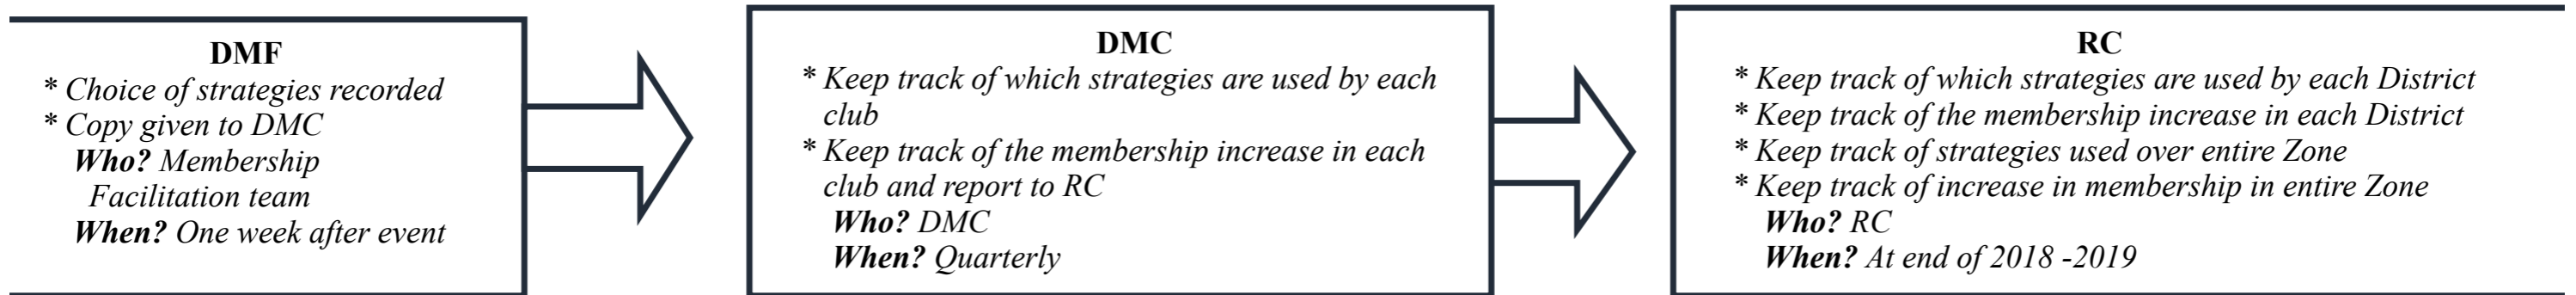 DMF
* Choice of strategies recorded
* Copy given to DMC
Who? Membership
Facilitation team
When? One week after event
DMC
* Keep track of which strategies are used by each
club
* Keep track of the membership increase in each
club and report to RC
Who? DMC
When? Quarterly
RC
* Keep track of which strategies are used by each District
* Keep track of the membership increase in each District
* Keep track of strategies used over entire Zone
* Keep track of increase in membership in entire Zone
Who? RC
When? At end of 2018 -2019